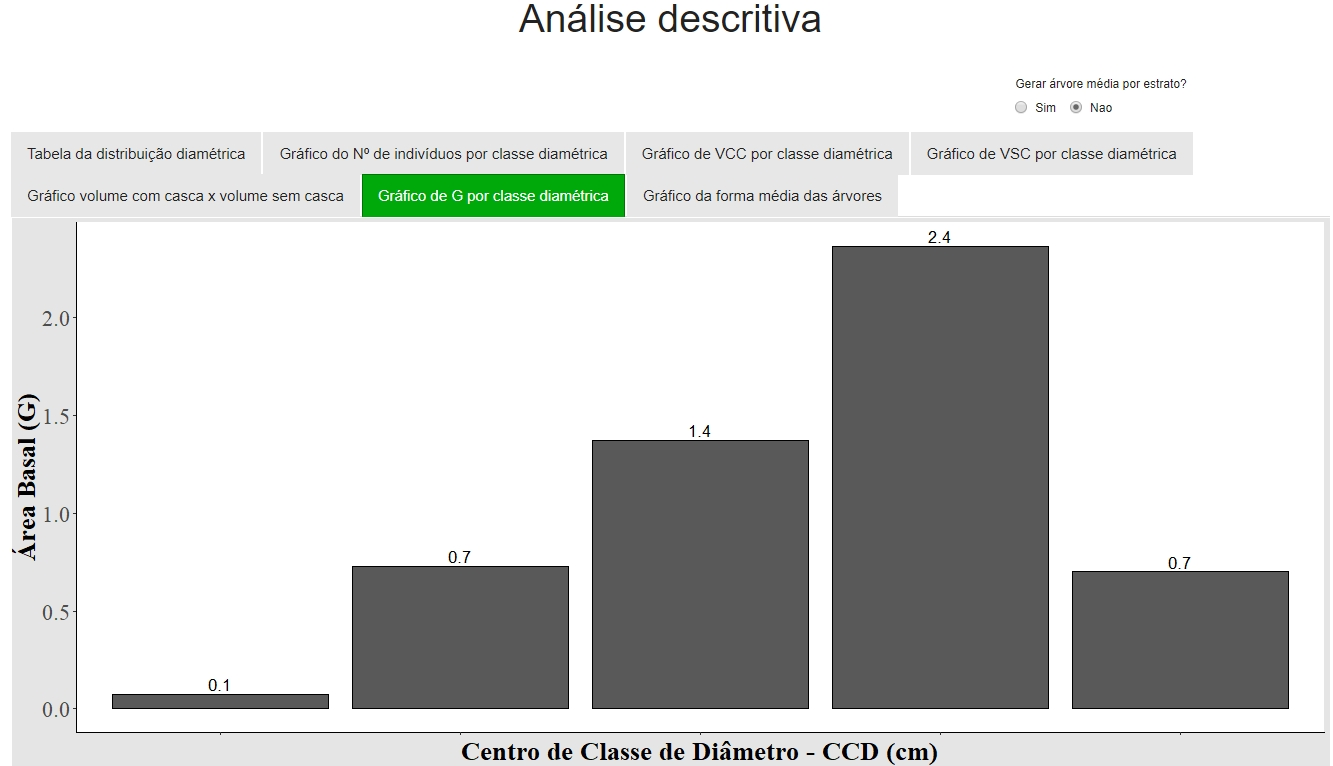 Análise descritiva
Gerar árvore média por estrato?
Sim Nao
Tabela da distribuição diamétrica Gráfico do Nº de indivíduos por classe diamétrica Gráfico de VCC por classe diamétrica Gráfico de VSC por classe diamétrica
Gráfico volume com casca x volume sem casca Gráfico de G por classe diamétrica Gráfico da forma média das árvores
2.4
2.0
Área Basal (G)
1.5
1.4
1.0
0.7
0.7
0.5
0.1
0.0
Centro de Classe de Diâmetro - CCD (cm)